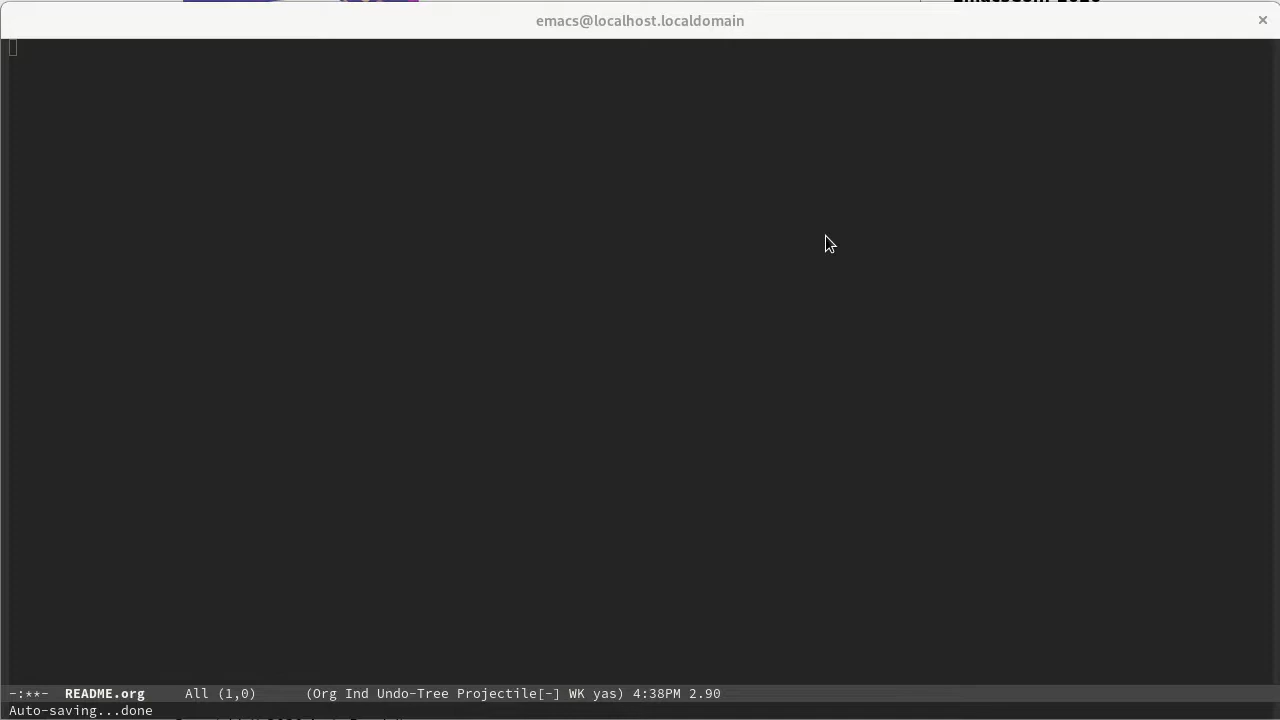 emacs@localhost.localdomain ×
-:**-  README.org     All (1,0)      (Org Ind Undo-Tree Projectile[-] WK yas) 4:38PM 2.90
Auto-saving...done